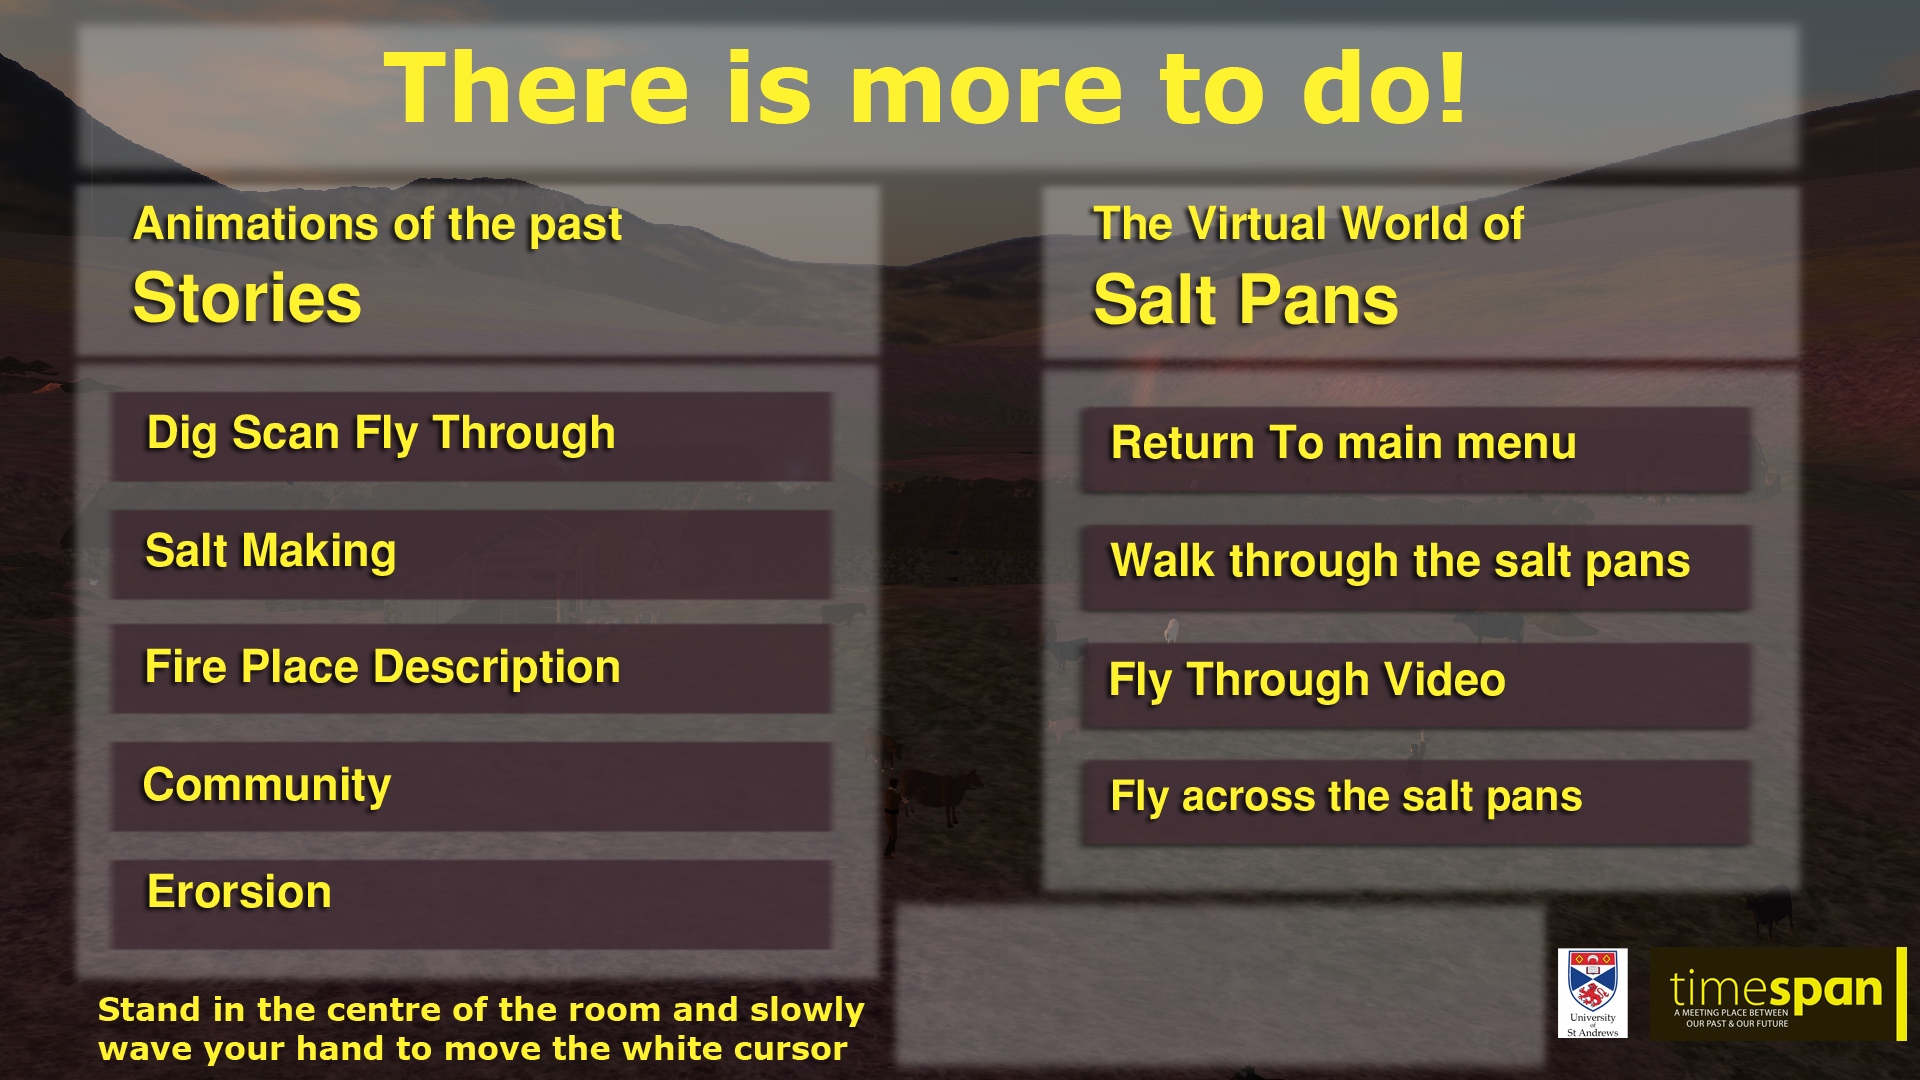 There is more to do!
Animations of the past
Stories
Dig Scan Fly Through
Salt Making
Fire Place Description
Community
Erorsion
Stand in the centre of the room and slowly
wave your hand to move the white cursor
The Virtual World of
Salt Pans
Return To main menu
Walk through the salt pans
Fly Through Video
Fly across the salt pans
University
of
St Andrews
timespan
A MEETING PLACE BETWEEN
OUR PAST & OUR FUTURE